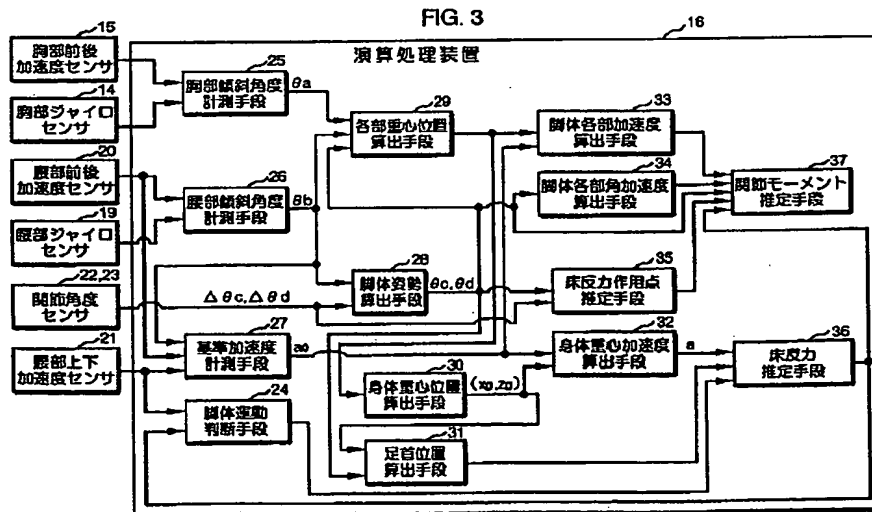 FIG. 3
16
演算処理装置
15
胸部前後
加速度センサ
14
胸部ジャイロ
センサ
20
腰部前後
加速度センサ
19
腰部ジャイロ
センサ
22,23
関節角度
センサ
21
腰部上下
加速度センサ
25
胸部傾斜角度
計測手段
θa
26
腰部傾斜角度
計測手段
θb
△θc,△θd
27
基準加速度
計測手段
a₀
24
脚体運動
判断手段
29
各部重心位置
算出手段
28
脚体姿勢
算出手段
θc,θd
30
身体重心位置
算出手段
(x₀,z₀)
31
足首位置
算出手段
33
脚体各部加速度
算出手段
34
脚体各部角加速度
算出手段
35
床反力作用点
推定手段
32
身体重心加速度
算出手段
a
37
関節モーメント
推定手段
36
床反力
推定手段